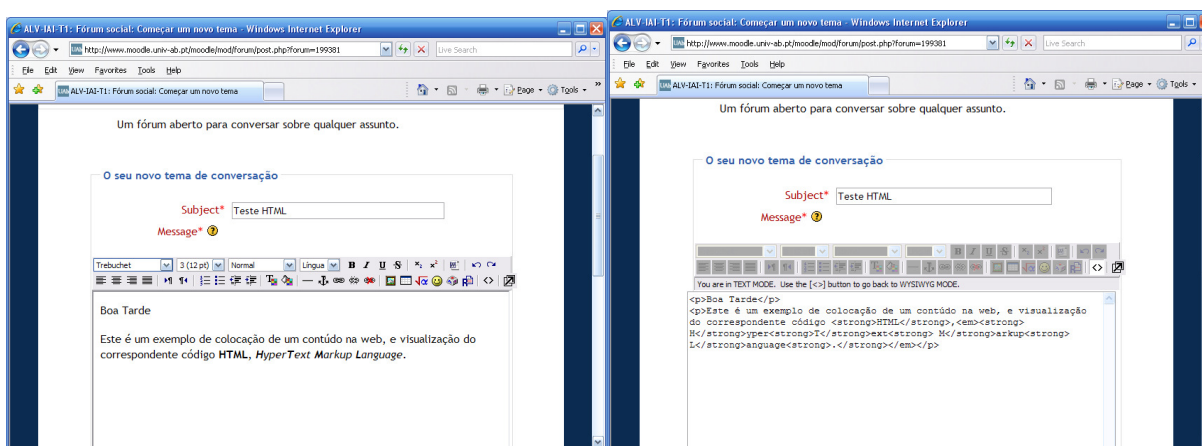 ALV-IAI-T1: Fórum social: Começar um novo tema - Windows Internet Explorer
http://www.moodle.univ-ab.pt/moodle/mod/forum/post.php?forum=199381
Live Search
File Edit View Favorites Tools Help
ALV-IAI-T1: Fórum social: Começar um novo tema
Page Tools
Um fórum aberto para conversar sobre qualquer assunto.
O seu novo tema de conversação
Subject* Teste HTML
Message*
Trebuchet 3 (12 pt) Normal Língua B I U S
Boa Tarde
Este é um exemplo de colocação de um contúdo na web, e visualização do
correspondente código HTML, HyperText Markup Language.
ALV-IAI-T1: Fórum social: Começar um novo tema - Windows Internet Explorer
http://www.moodle.univ-ab.pt/moodle/mod/forum/post.php?forum=199381
Live Search
File Edit View Favorites Tools Help
ALV-IAI-T1: Fórum social: Começar um novo tema
Page Tools
Um fórum aberto para conversar sobre qualquer assunto.
O seu novo tema de conversação
Subject* Teste HTML
Message*
B I U S
You are in TEXT MODE. Use the [<>] button to go back to WYSIWYG MODE.
<p>Boa Tarde</p>
<p>Este é um exemplo de colocação de um contúdo na web, e visualização
do correspondente código <strong>HTML</strong>,<em><strong>
H</strong>yper<strong>T</strong>ext<strong> M</strong>arkup<strong>
L</strong>anguage<strong>.</strong></em></p>